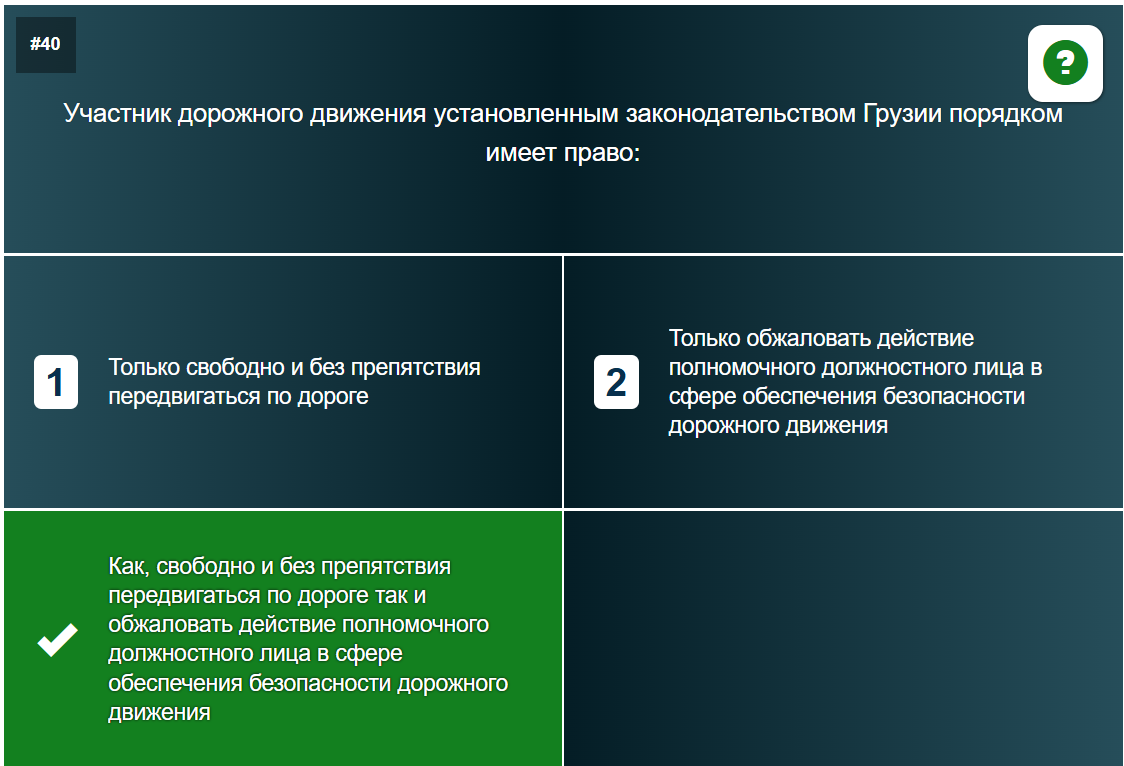 #40
?
Участник дорожного движения установленным законодательством Грузии порядком
имеет право:
1
Только свободно и без препятствия
передвигаться по дороге
2
Только обжаловать действие
полномочного должностного лица в
сфере обеспечения безопасности
дорожного движения
Как, свободно и без препятствия
передвигаться по дороге так и
обжаловать действие полномочного
должностного лица в сфере
обеспечения безопасности дорожного
движения